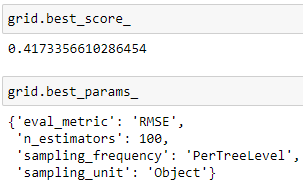 grid.best_score_
0.4173356610286454
grid.best_params_
{'eval_metric': 'RMSE',
 'n_estimators': 100,
 'sampling_frequency': 'PerTreeLevel',
 'sampling_unit': 'Object'}